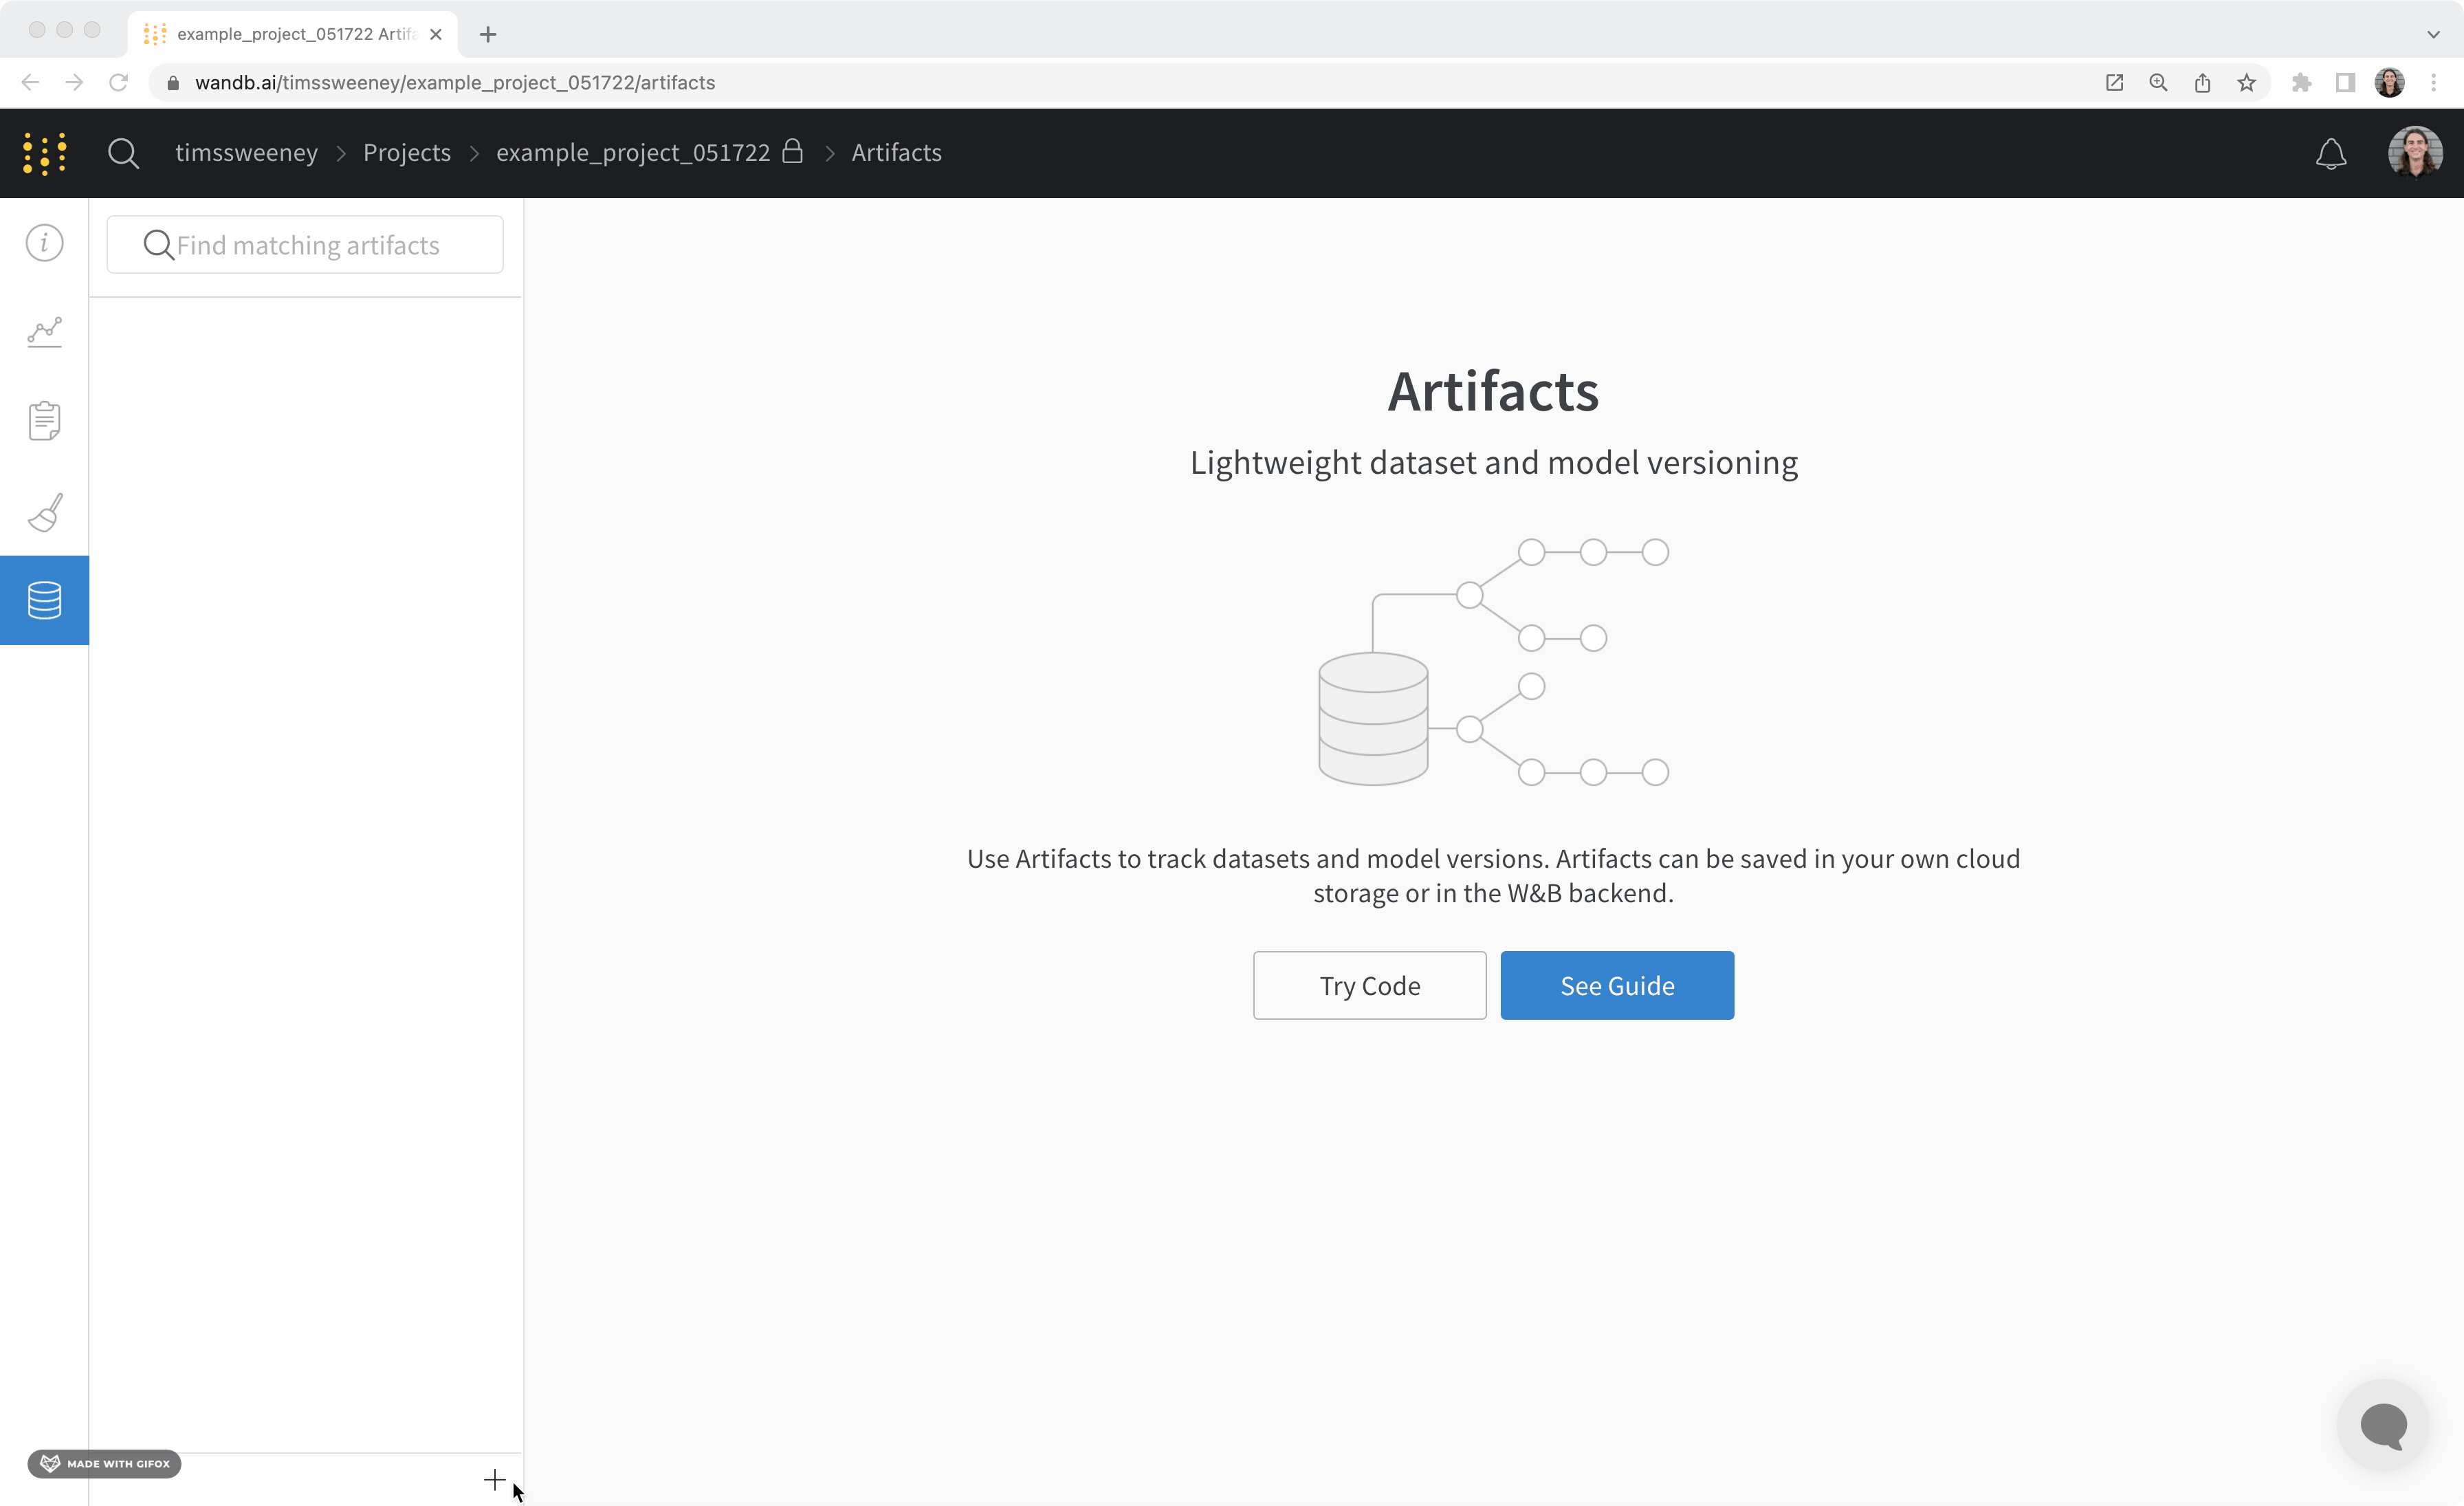 example_project_051722 Artif
wandb.ai/timssweeney/example_project_051722/artifacts
timssweeney > Projects > example_project_051722 > Artifacts
Find matching artifacts
Artifacts
Lightweight dataset and model versioning
Use Artifacts to track datasets and model versions. Artifacts can be saved in your own cloud
storage or in the W&B backend.
Try Code
See Guide
MADE WITH GIFOX